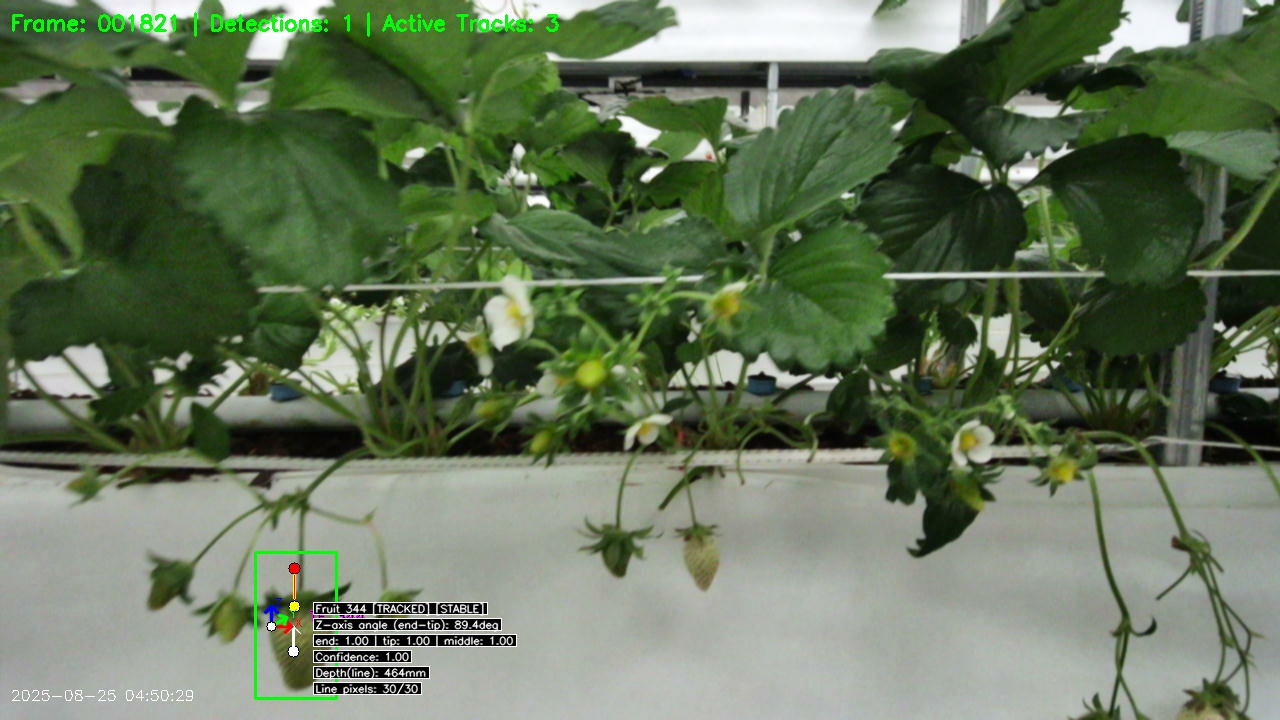 Frame: 001821 | Detections: 1 | Active Tracks: 3
Fruit 344 [TRACKED] [STABLE]
Z-axis angle (end-tip): 89.4deg
end: 1.00 | tip: 1.00 | middle: 1.00
Confidence: 1.00
Depth(line): 464mm
Line pixels: 30/30
2025-08-25 04:50:29